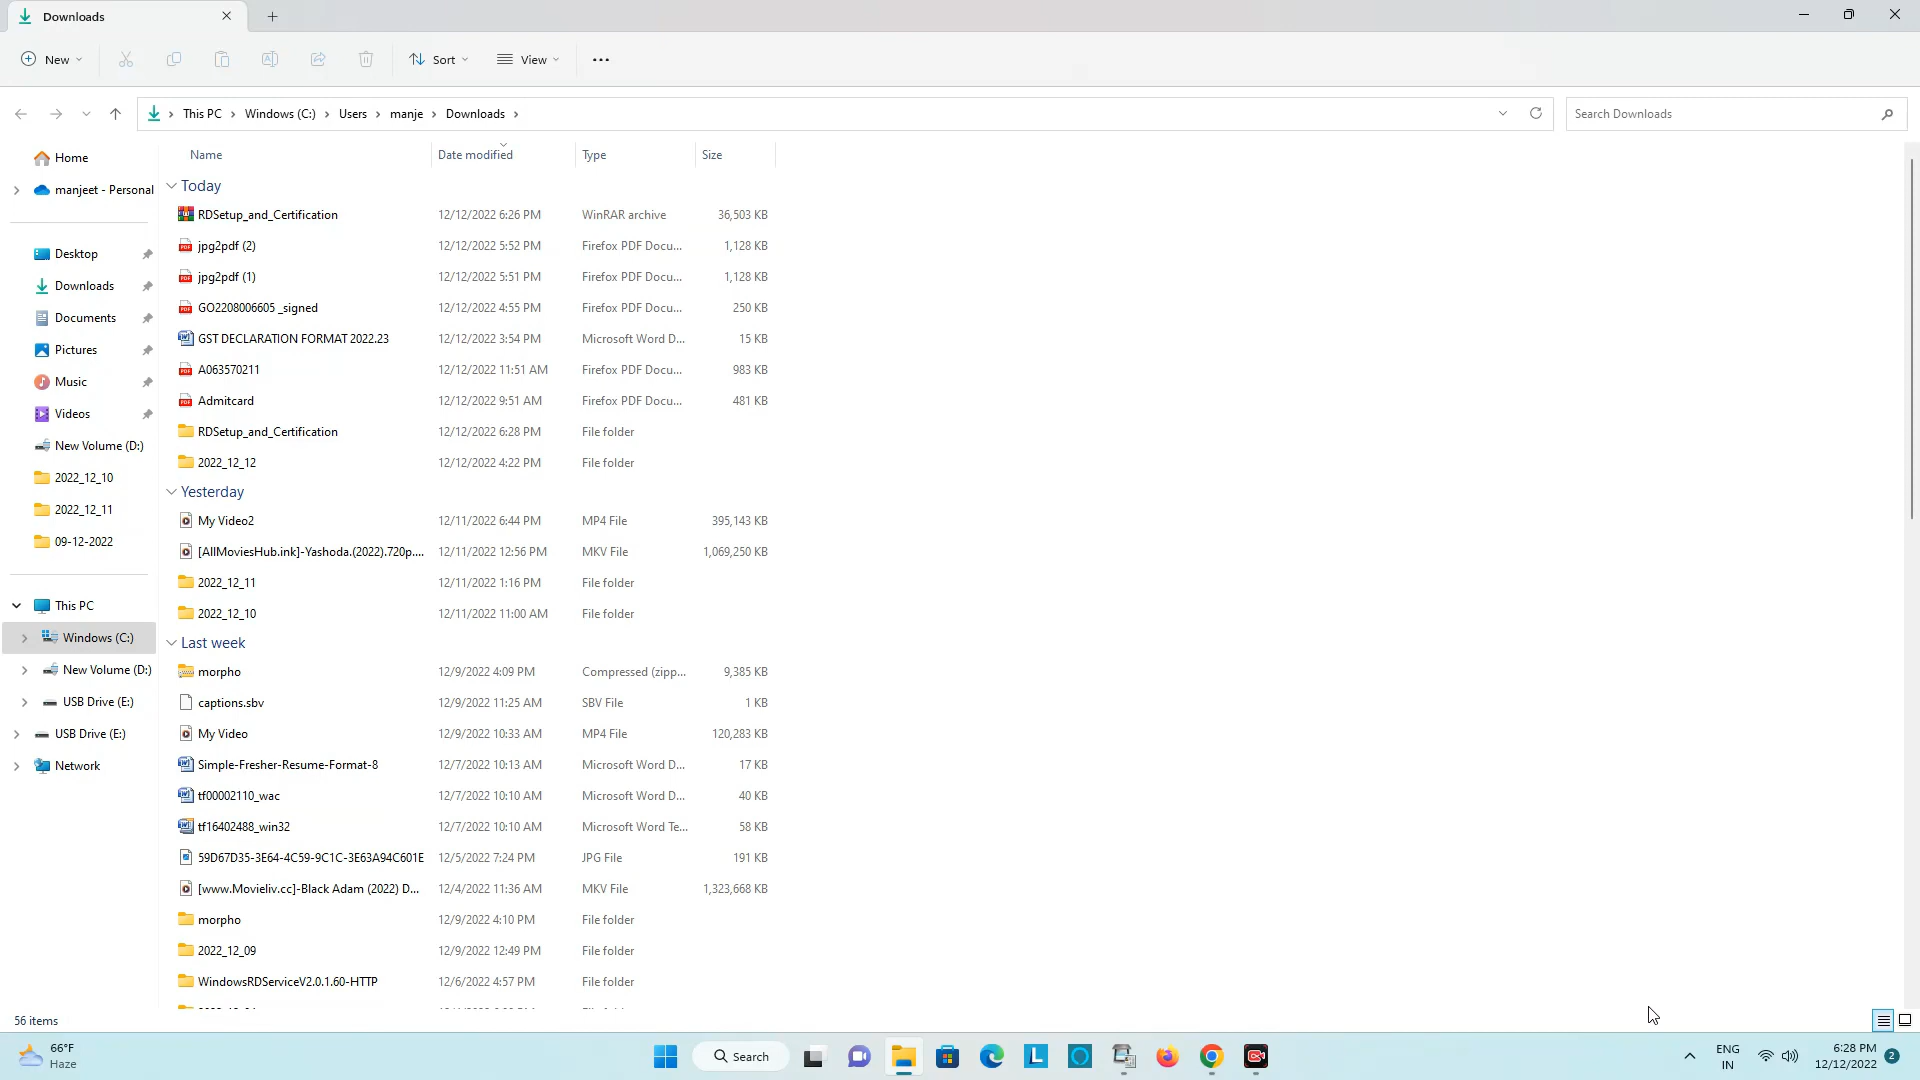 Downloads
New
Sort
View
This PC > Windows (C:) > Users > manje > Downloads >
Search Downloads
Name Date modified Type Size
Home
manjeet - Personal
Desktop
Downloads
Documents
Pictures
Music
Videos
New Volume (D:)
2022_12_10
2022_12_11
09-12-2022
This PC
Windows (C:)
New Volume (D:)
USB Drive (E:)
USB Drive (E:)
Network
Today
RDSetup_and_Certification 12/12/2022 6:26 PM WinRAR archive 36,503 KB
jpg2pdf (2) 12/12/2022 5:52 PM Firefox PDF Docu... 1,128 KB
jpg2pdf (1) 12/12/2022 5:51 PM Firefox PDF Docu... 1,128 KB
GO2208006605 _signed 12/12/2022 4:55 PM Firefox PDF Docu... 250 KB
GST DECLARATION FORMAT 2022.23 12/12/2022 3:54 PM Microsoft Word D... 15 KB
A063570211 12/12/2022 11:51 AM Firefox PDF Docu... 983 KB
Admitcard 12/12/2022 9:51 AM Firefox PDF Docu... 481 KB
RDSetup_and_Certification 12/12/2022 6:28 PM File folder
2022_12_12 12/12/2022 4:22 PM File folder
Yesterday
My Video2 12/11/2022 6:44 PM MP4 File 395,143 KB
[AllMoviesHub.ink]-Yashoda.(2022).720p.... 12/11/2022 12:56 PM MKV File 1,069,250 KB
2022_12_11 12/11/2022 1:16 PM File folder
2022_12_10 12/11/2022 11:00 AM File folder
Last week
morpho 12/9/2022 4:09 PM Compressed (zipp... 9,385 KB
captions.sbv 12/9/2022 11:25 AM SBV File 1 KB
My Video 12/9/2022 10:33 AM MP4 File 120,283 KB
Simple-Fresher-Resume-Format-8 12/7/2022 10:13 AM Microsoft Word D... 17 KB
tf00002110_wac 12/7/2022 10:10 AM Microsoft Word D... 40 KB
tf16402488_win32 12/7/2022 10:10 AM Microsoft Word Te... 58 KB
59D67D35-3E64-4C59-9C1C-3E63A94C601E 12/5/2022 7:24 PM JPG File 191 KB
[www.Movieliv.cc]-Black Adam (2022) D... 12/4/2022 11:36 AM MKV File 1,323,668 KB
morpho 12/9/2022 4:10 PM File folder
2022_12_09 12/9/2022 12:49 PM File folder
WindowsRDServiceV2.0.1.60-HTTP 12/6/2022 4:57 PM File folder
56 items
66°F
Haze
Search
ENG
IN
6:28 PM
12/12/2022
2